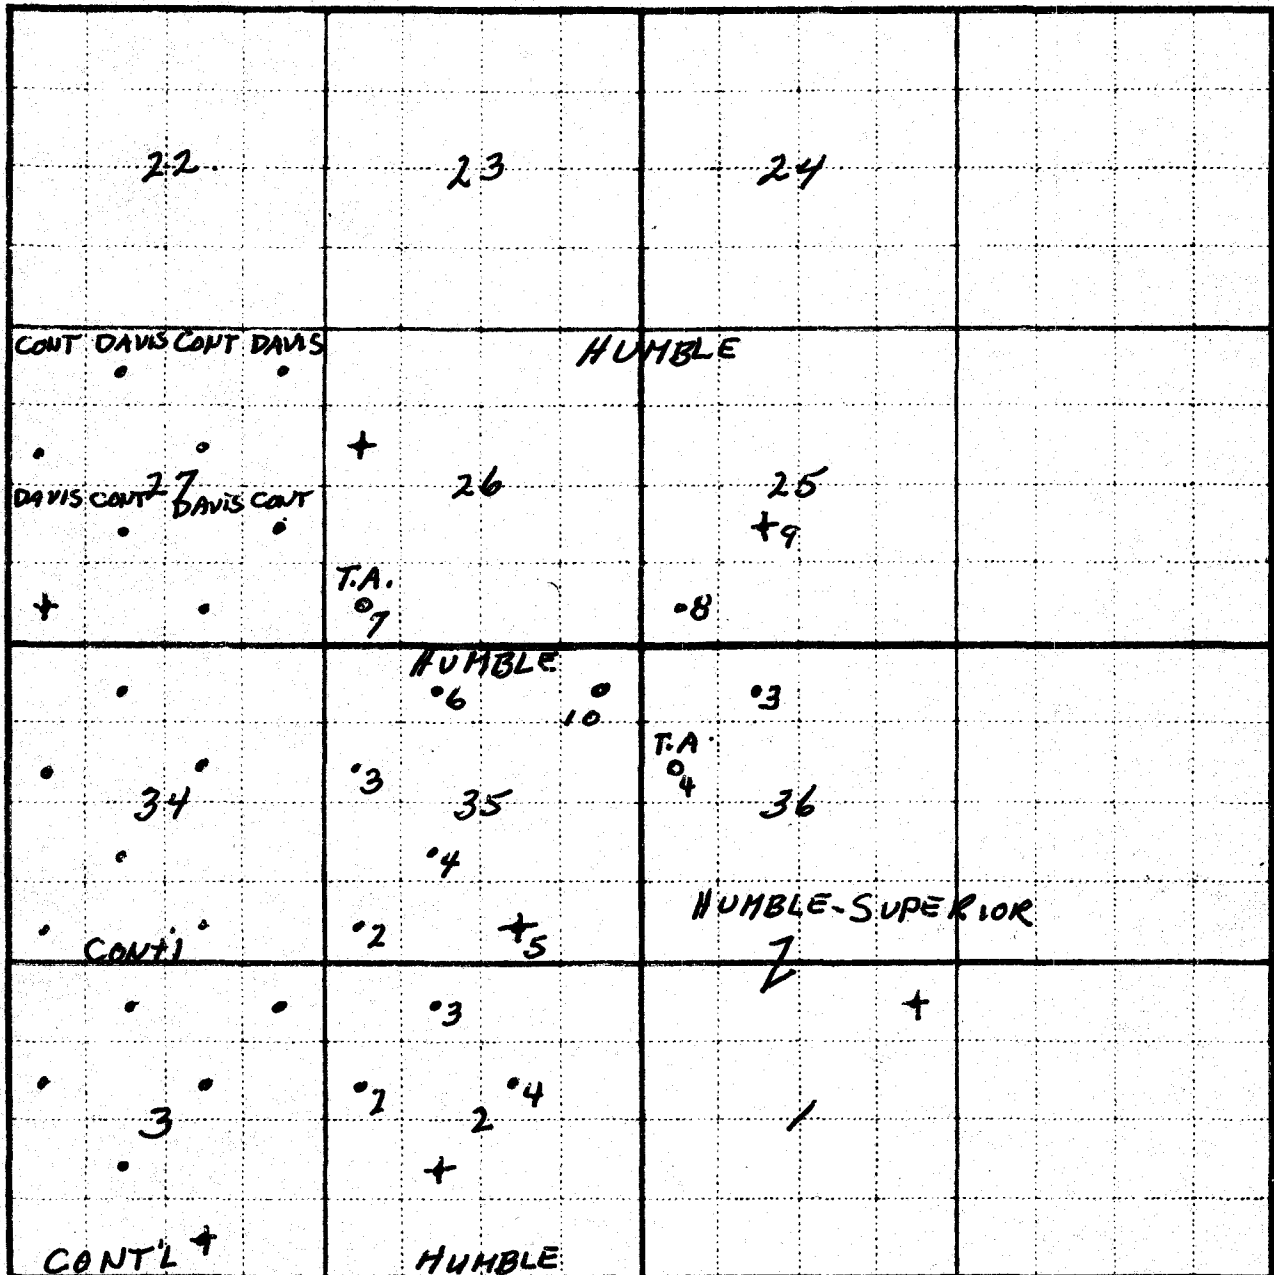 22 23 24
CONT DAVIS CONT DAVIS HUMBLE
27 26 25
DAVIS CONT DAVIS CONT
9
T.A.
7 8
HUMBLE
6 10 3
T.A.
3 4
34 35 36
4
HUMBLE-SUPERIOR
2 5
CONT'L
3
2 4
3 2 1
CONT'L HUMBLE